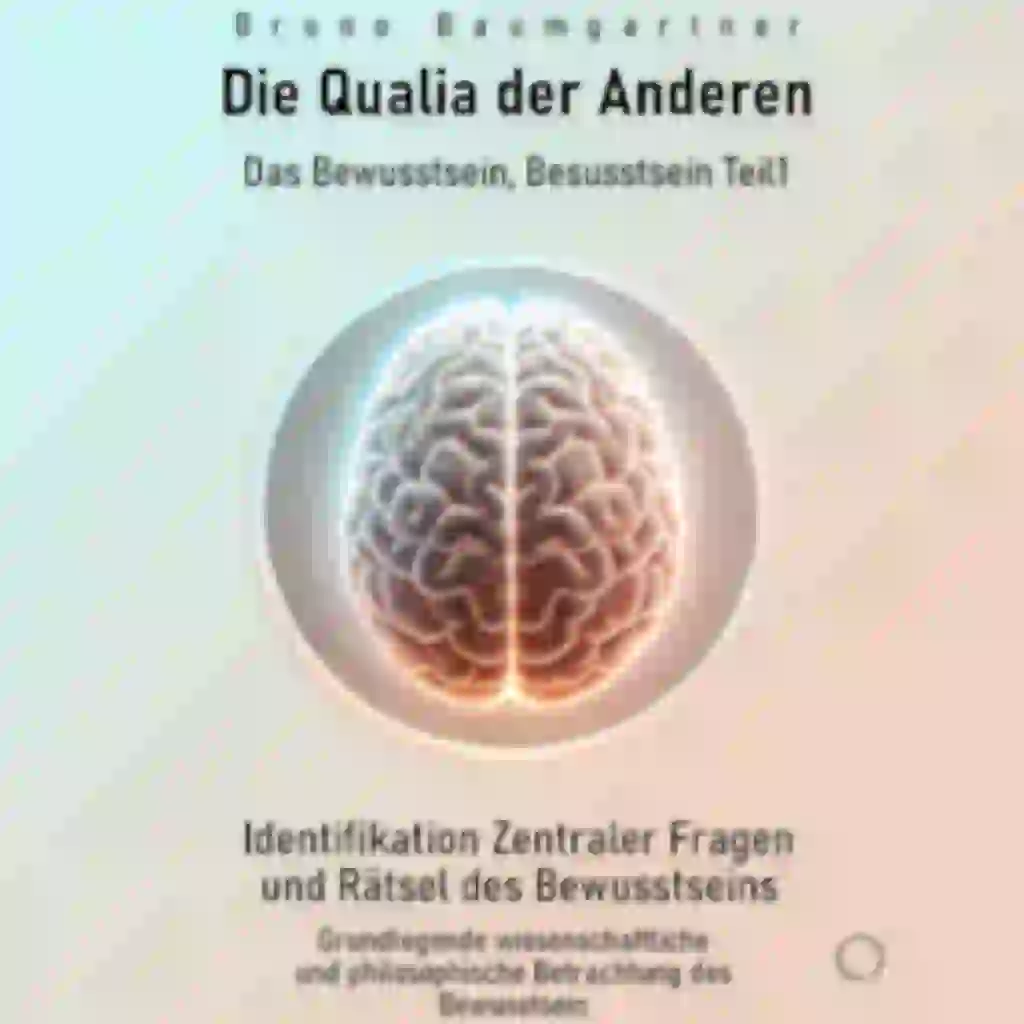 Bruno Baumgartner
Die Qualia der Anderen
Das Bewusstsein, Besusstsein Teil1
Identifikation Zentraler Fragen
und Rätsel des Bewusstseins
Grundlegende wissenschaftliche
und philosophische Betrachtung des
Bewusstsein